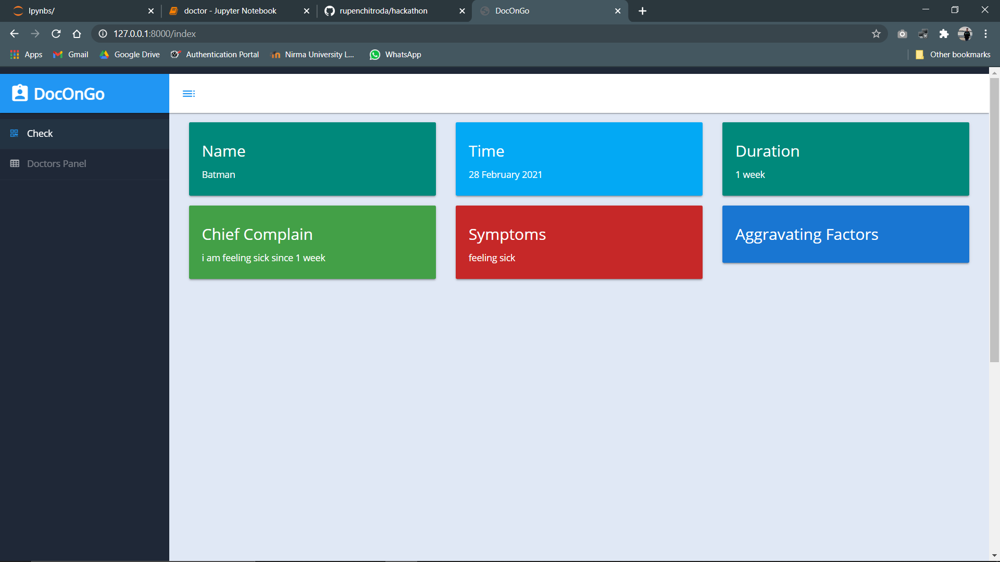 Ipynbs/
doctor - Jupyter Notebook
rupenchitroda/hackathon
DocOnGo
127.0.0.1:8000/index
Apps
Gmail
Google Drive
Authentication Portal
Nirma University L...
WhatsApp
Other bookmarks
DocOnGo
Check
Doctors Panel
Name
Batman
Time
28 February 2021
Duration
1 week
Chief Complain
i am feeling sick since 1 week
Symptoms
feeling sick
Aggravating Factors